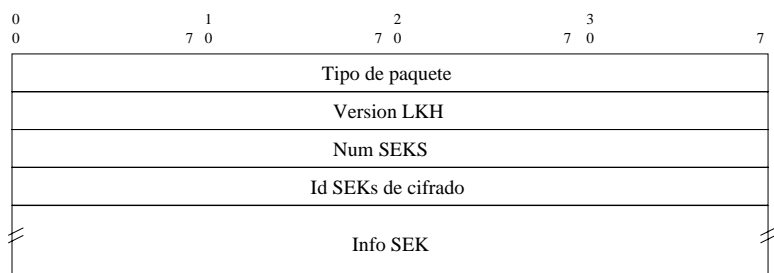 0 1 2 3
0 7 0 7 0 7 0 7
Tipo de paquete
Version LKH
Num SEKS
Id SEKs de cifrado
Info SEK